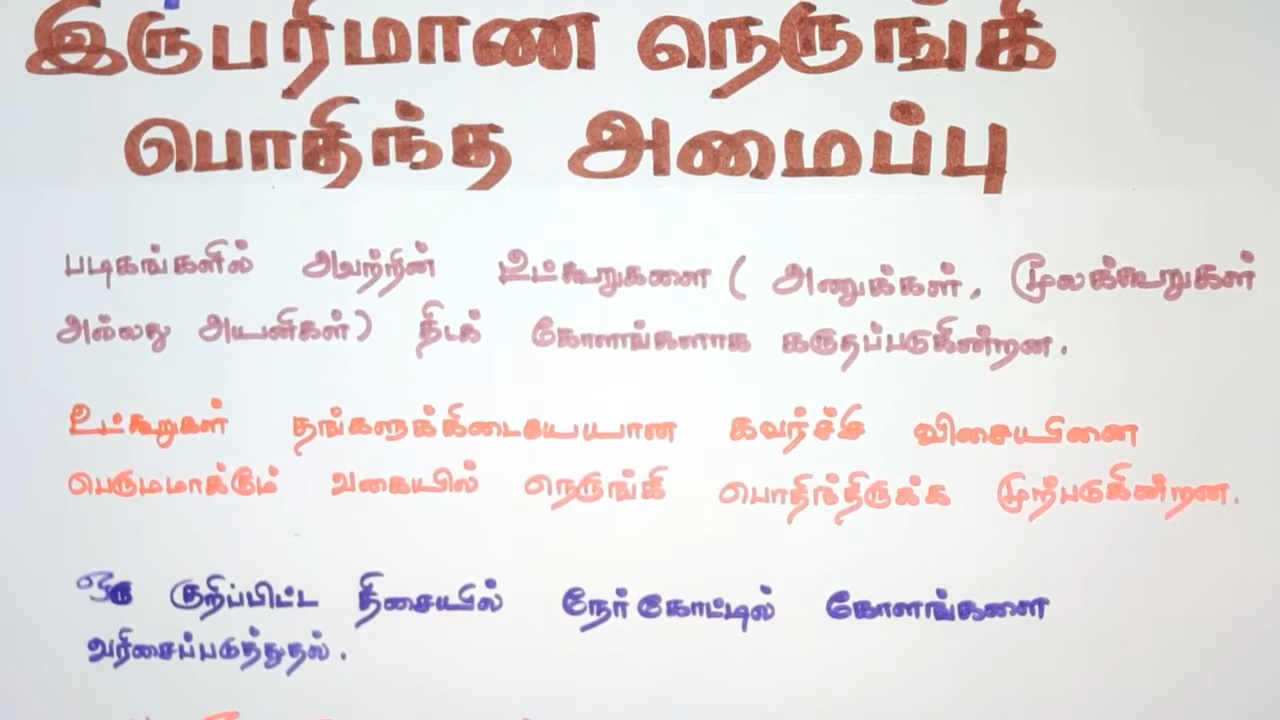 இருபரிமாண நெருங்கி
பொதிந்த அமைப்பு
படிகங்களில் அவற்றின் உட்கூறுகளை ( அணுக்கள், மூலக்கூறுகள்
அல்லது அயனிகள்) திடக் கோளங்களாக கருதப்படுகின்றன.
உட்கூறுகள் தங்களுக்கிடையேயான கவர்ச்சி விசையினை
பெருமமாக்கும் வகையில் நெருங்கி பொதிந்திருக்க முற்படுகின்றன.
ஒரு குறிப்பிட்ட திசையில் நேர்கோட்டில் கோளங்களை
வரிசைப்படுத்துதல்.